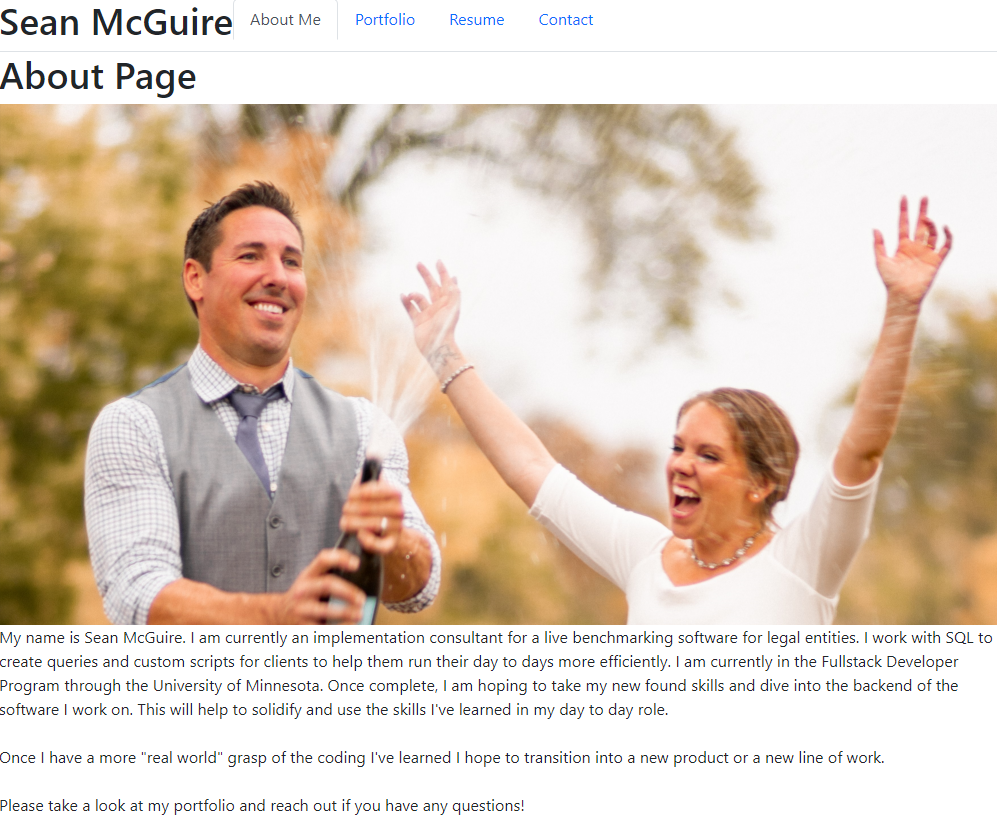 Sean McGuire About Me Portfolio Resume Contact
About Page
My name is Sean McGuire. I am currently an implementation consultant for a live benchmarking software for legal entities. I work with SQL to
create queries and custom scripts for clients to help them run their day to days more efficiently. I am currently in the Fullstack Developer
Program through the University of Minnesota. Once complete, I am hoping to take my new found skills and dive into the backend of the
software I work on. This will help to solidify and use the skills I've learned in my day to day role.
Once I have a more "real world" grasp of the coding I've learned I hope to transition into a new product or a new line of work.
Please take a look at my portfolio and reach out if you have any questions!